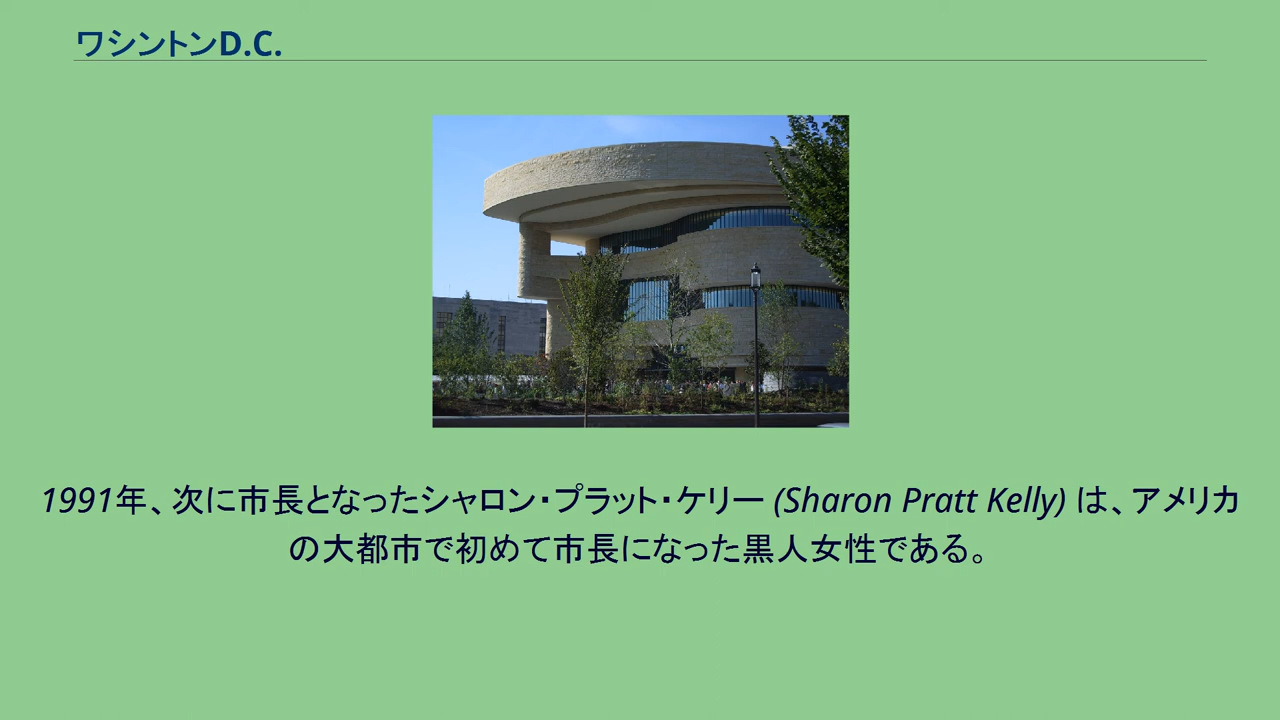 ワシントンD.C.
1991年、次に市長となったシャロン・プラット・ケリー (Sharon Pratt Kelly) は、アメリカ
の大都市で初めて市長になった黒人女性である。